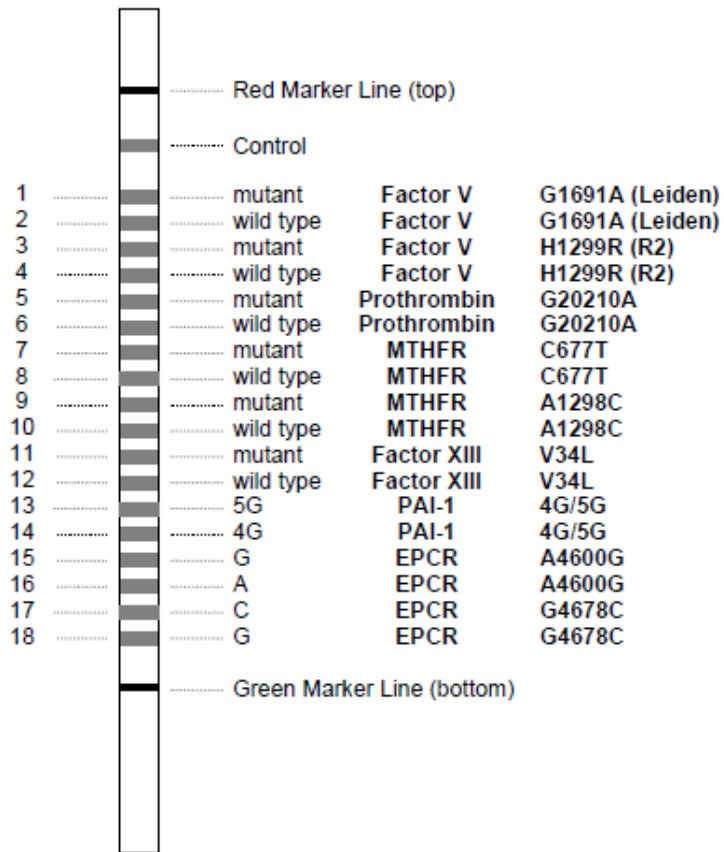 Red Marker Line (top)
Control
1 mutant Factor V G1691A (Leiden)
2 wild type Factor V G1691A (Leiden)
3 mutant Factor V H1299R (R2)
4 wild type Factor V H1299R (R2)
5 mutant Prothrombin G20210A
6 wild type Prothrombin G20210A
7 mutant MTHFR C677T
8 wild type MTHFR C677T
9 mutant MTHFR A1298C
10 wild type MTHFR A1298C
11 mutant Factor XIII V34L
12 wild type Factor XIII V34L
13 5G PAI-1 4G/5G
14 4G PAI-1 4G/5G
15 G EPCR A4600G
16 A EPCR A4600G
17 C EPCR G4678C
18 G EPCR G4678C
Green Marker Line (bottom)